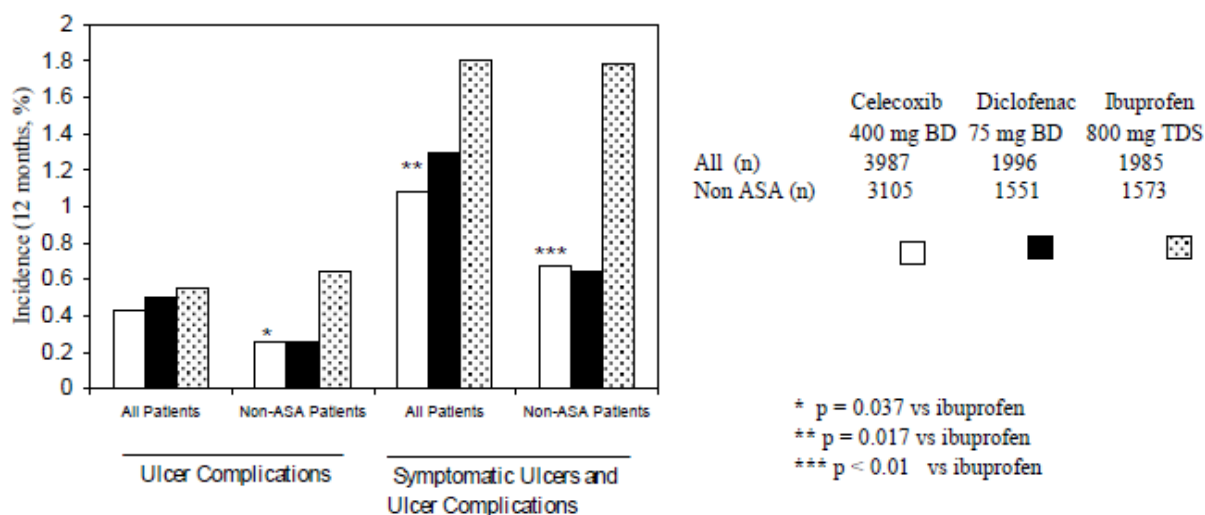 2
1.8
1.6
1.4
1.2
1
0.8
0.6
0.4
0.2
0
Incidence (12 months, %)
*
**
***
All Patients Non-ASA Patients All Patients Non-ASA Patients
Ulcer Complications
Symptomatic Ulcers and
Ulcer Complications
Celecoxib Diclofenac Ibuprofen
400 mg BD 75 mg BD 800 mg TDS
All (n) 3987 1996 1985
Non ASA (n) 3105 1551 1573
* p = 0.037 vs ibuprofen
** p = 0.017 vs ibuprofen
*** p < 0.01 vs ibuprofen